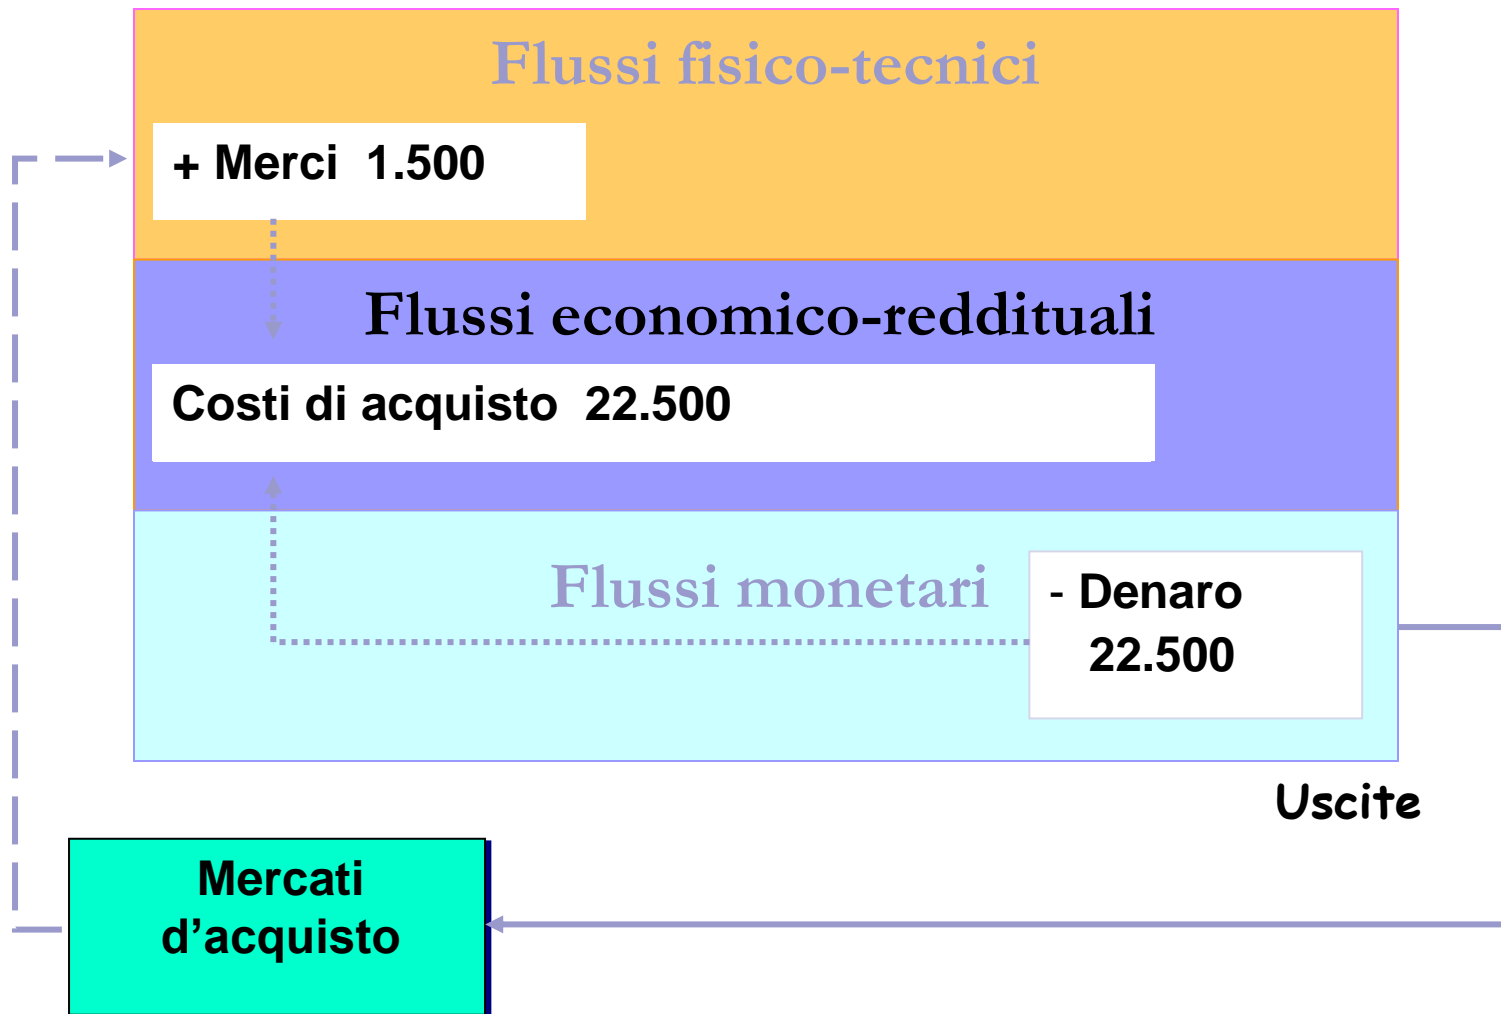 Flussi fisico-tecnici
+ Merci 1.500
Flussi economico-reddituali
Costi di acquisto 22.500
Flussi monetari
- Denaro
22.500
Uscite
Mercati
d’acquisto